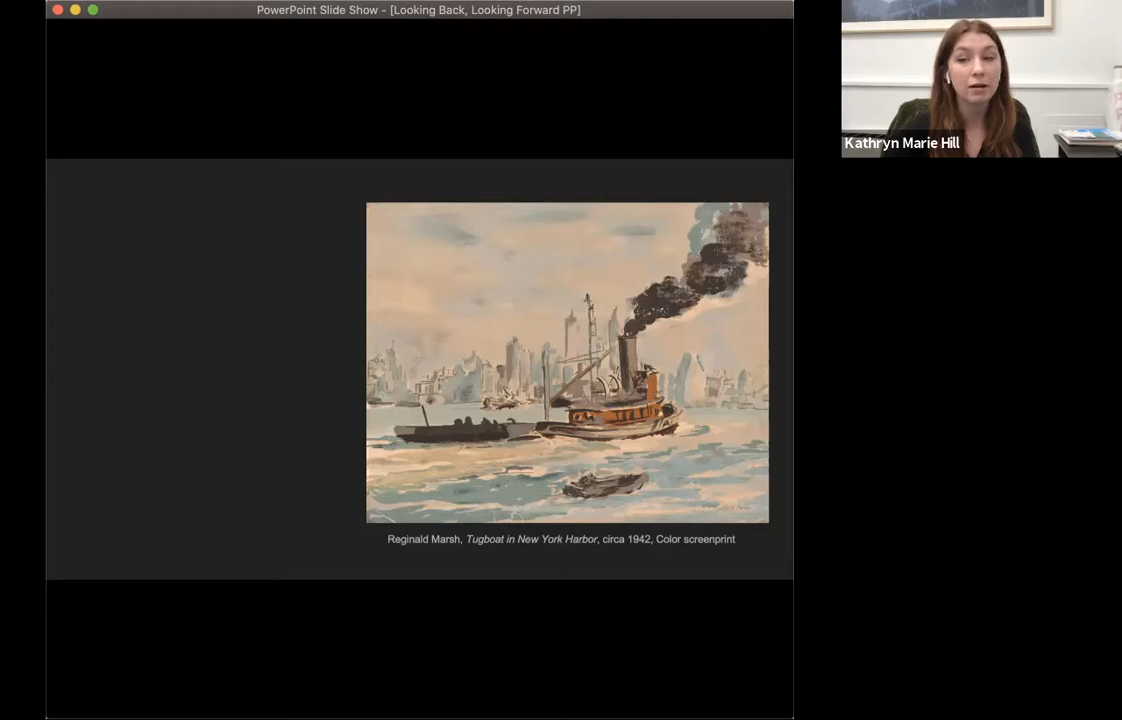 PowerPoint Slide Show - [Looking Back, Looking Forward PP]
Kathryn Marie Hill
Reginald Marsh, Tugboat in New York Harbor, circa 1942, Color screenprint